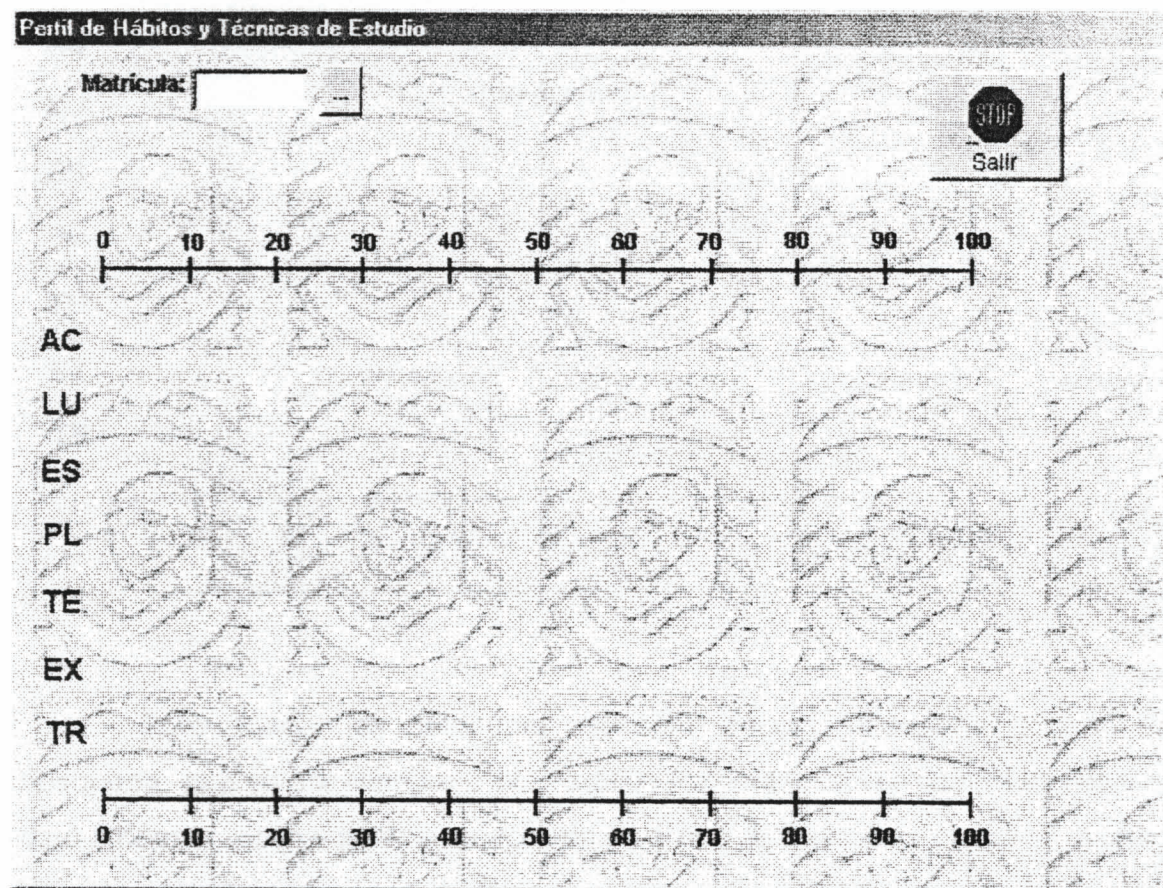 Perfil de Hábitos y Técnicas de Estudio
Matrícula: ...
STOP
Salir
0 10 20 30 40 50 60 70 80 90 100
AC
LU
ES
PL
TE
EX
TR
0 10 20 30 40 50 60 70 80 90 100